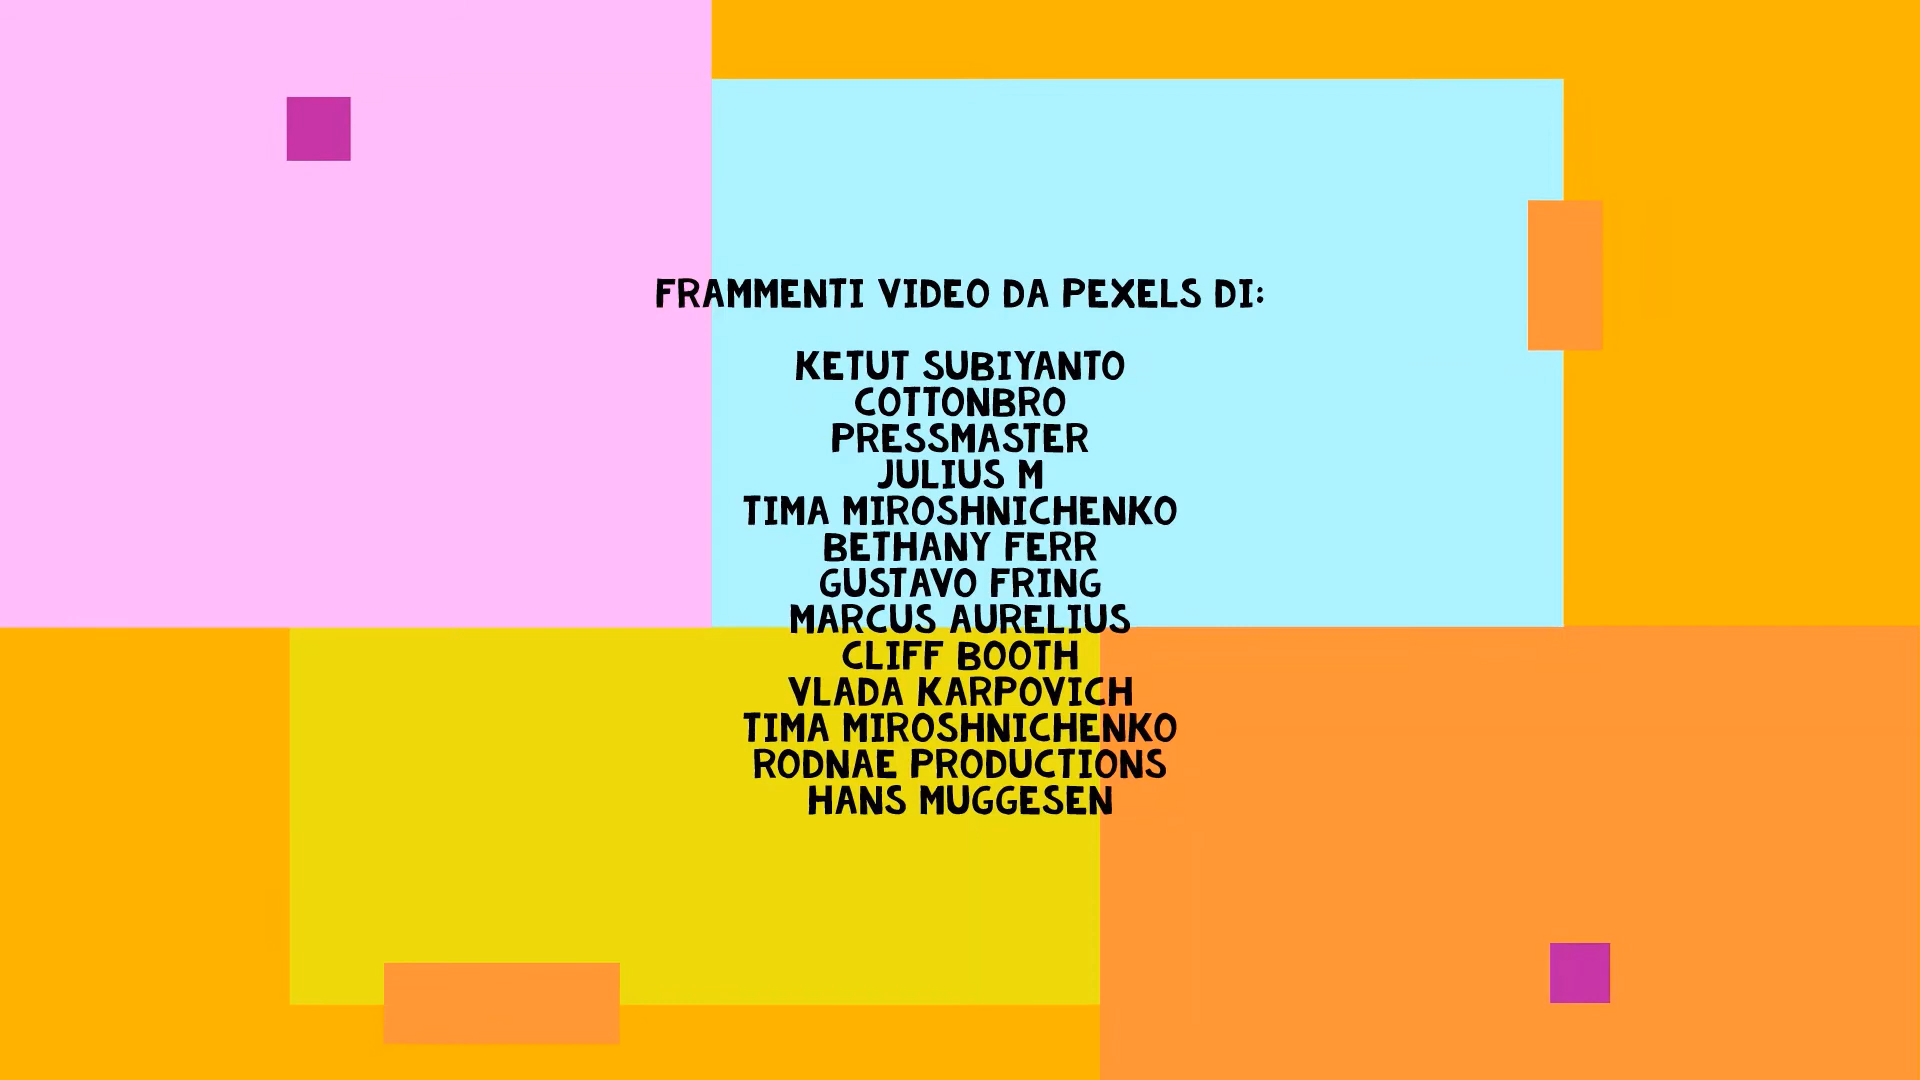 FRAMMENTI VIDEO DA PEXELS DI:
KETUT SUBIYANTO
COTTONBRO
PRESSMASTER
JULIUS M
TIMA MIROSHNICHENKO
BETHANY FERR
GUSTAVO FRING
MARCUS AURELIUS
CLIFF BOOTH
VLADA KARPOVICH
TIMA MIROSHNICHENKO
RODNAE PRODUCTIONS
HANS MUGGESEN